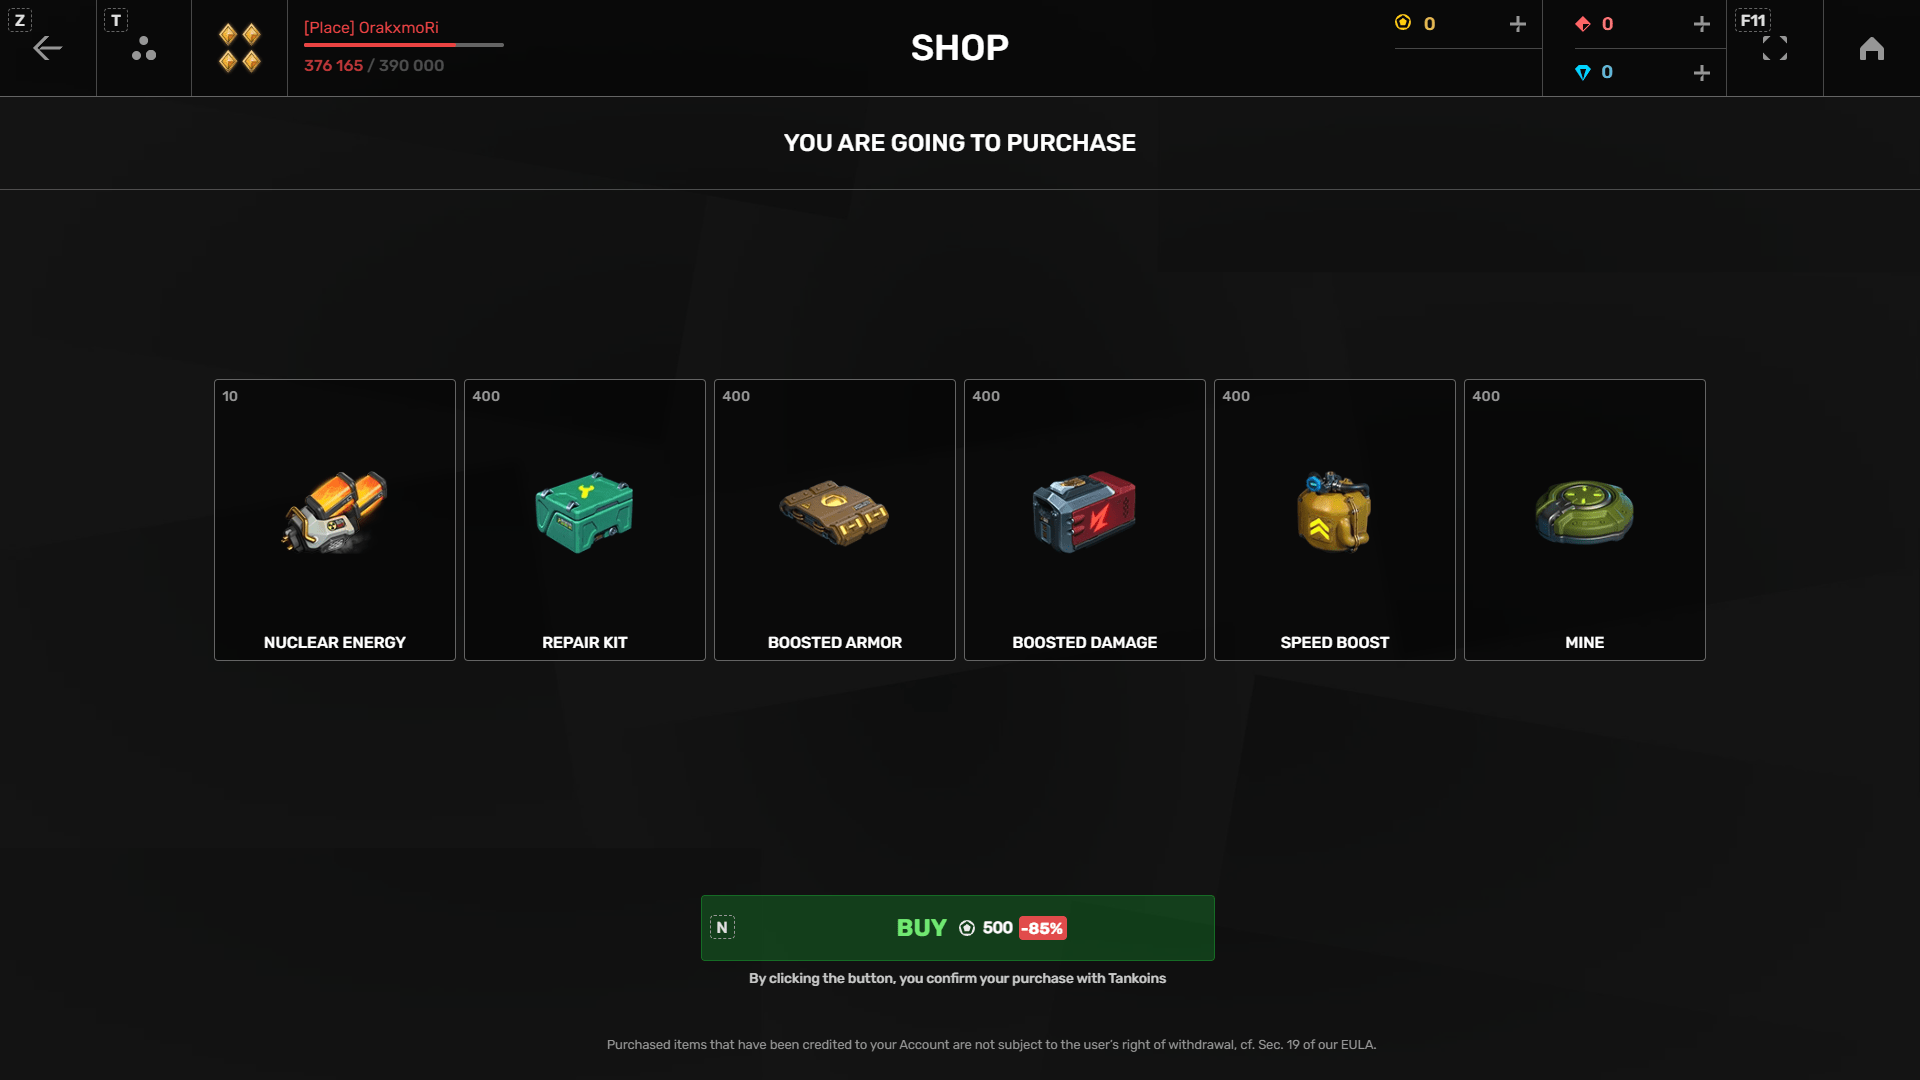 Z
T
[Place] OrakxmoRi
376 165 / 390 000
SHOP
0
0
0
F11
YOU ARE GOING TO PURCHASE
10
NUCLEAR ENERGY
400
REPAIR KIT
400
BOOSTED ARMOR
400
BOOSTED DAMAGE
400
SPEED BOOST
400
MINE
N
BUY 500 -85%
By clicking the button, you confirm your purchase with Tankoins
Purchased items that have been credited to your Account are not subject to the user's right of withdrawal, cf. Sec. 19 of our EULA.